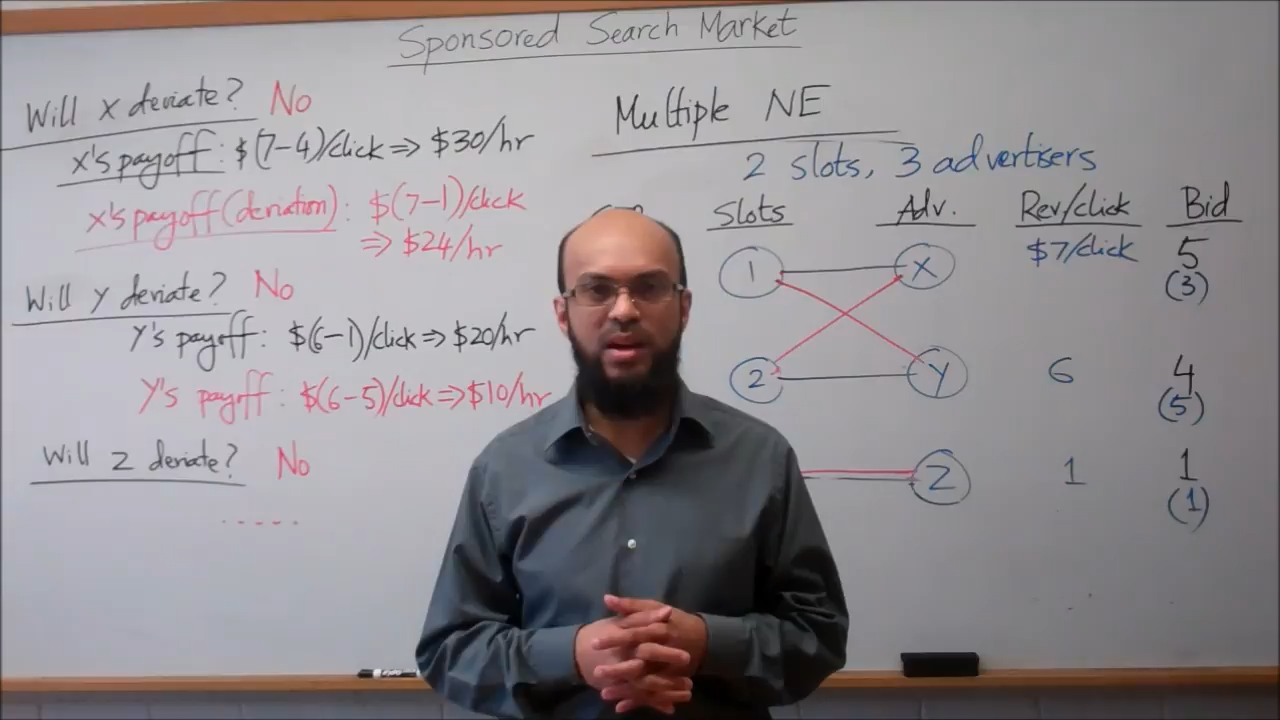 Sponsored Search Market
Will x deviate? No
x's payoff: $(7-4)/click ⇒ $30/hr
x's payoff (deviation): $(7-1)/click
⇒ $24/hr
Will y deviate? No
Y's payoff: $(6-1)/click ⇒ $20/hr
Y's payoff: $(6-5)/click ⇒ $10/hr
Will z deviate? No
.....
Multiple NE
2 slots, 3 advertisers
Slots Adv. Rev/click Bid
1 x $7/click 5
(3)
2 y 6 4
(5)
z 1 1
(1)